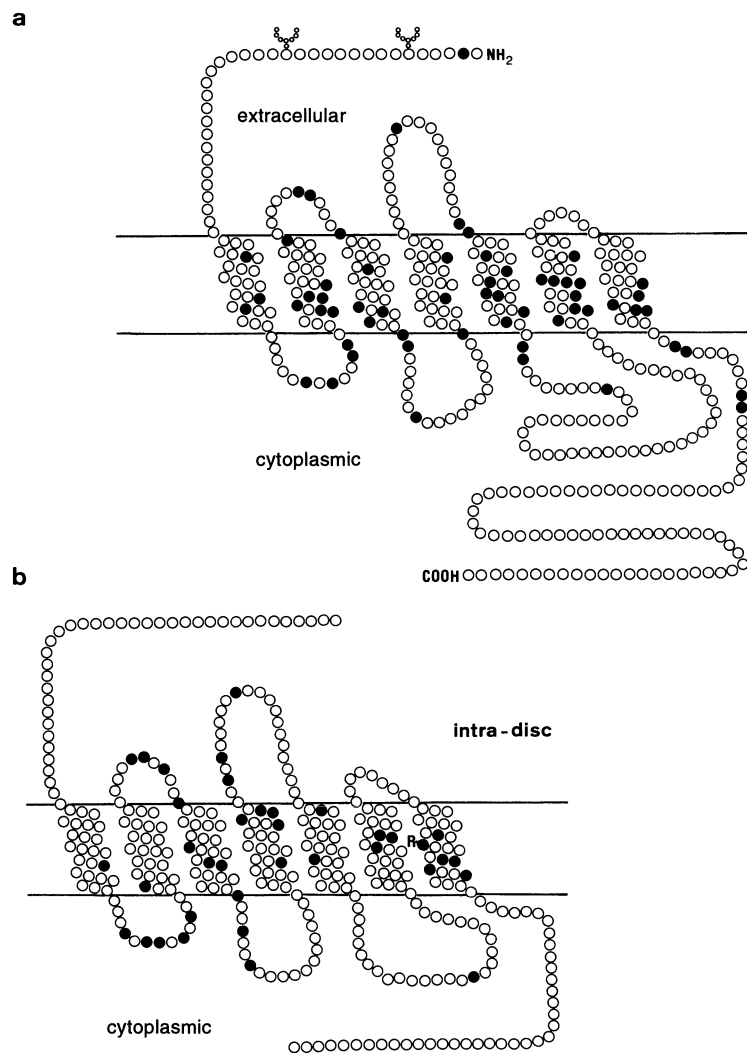 a
NH2
extracellular
cytoplasmic
COOH
b
intra-disc
R
cytoplasmic